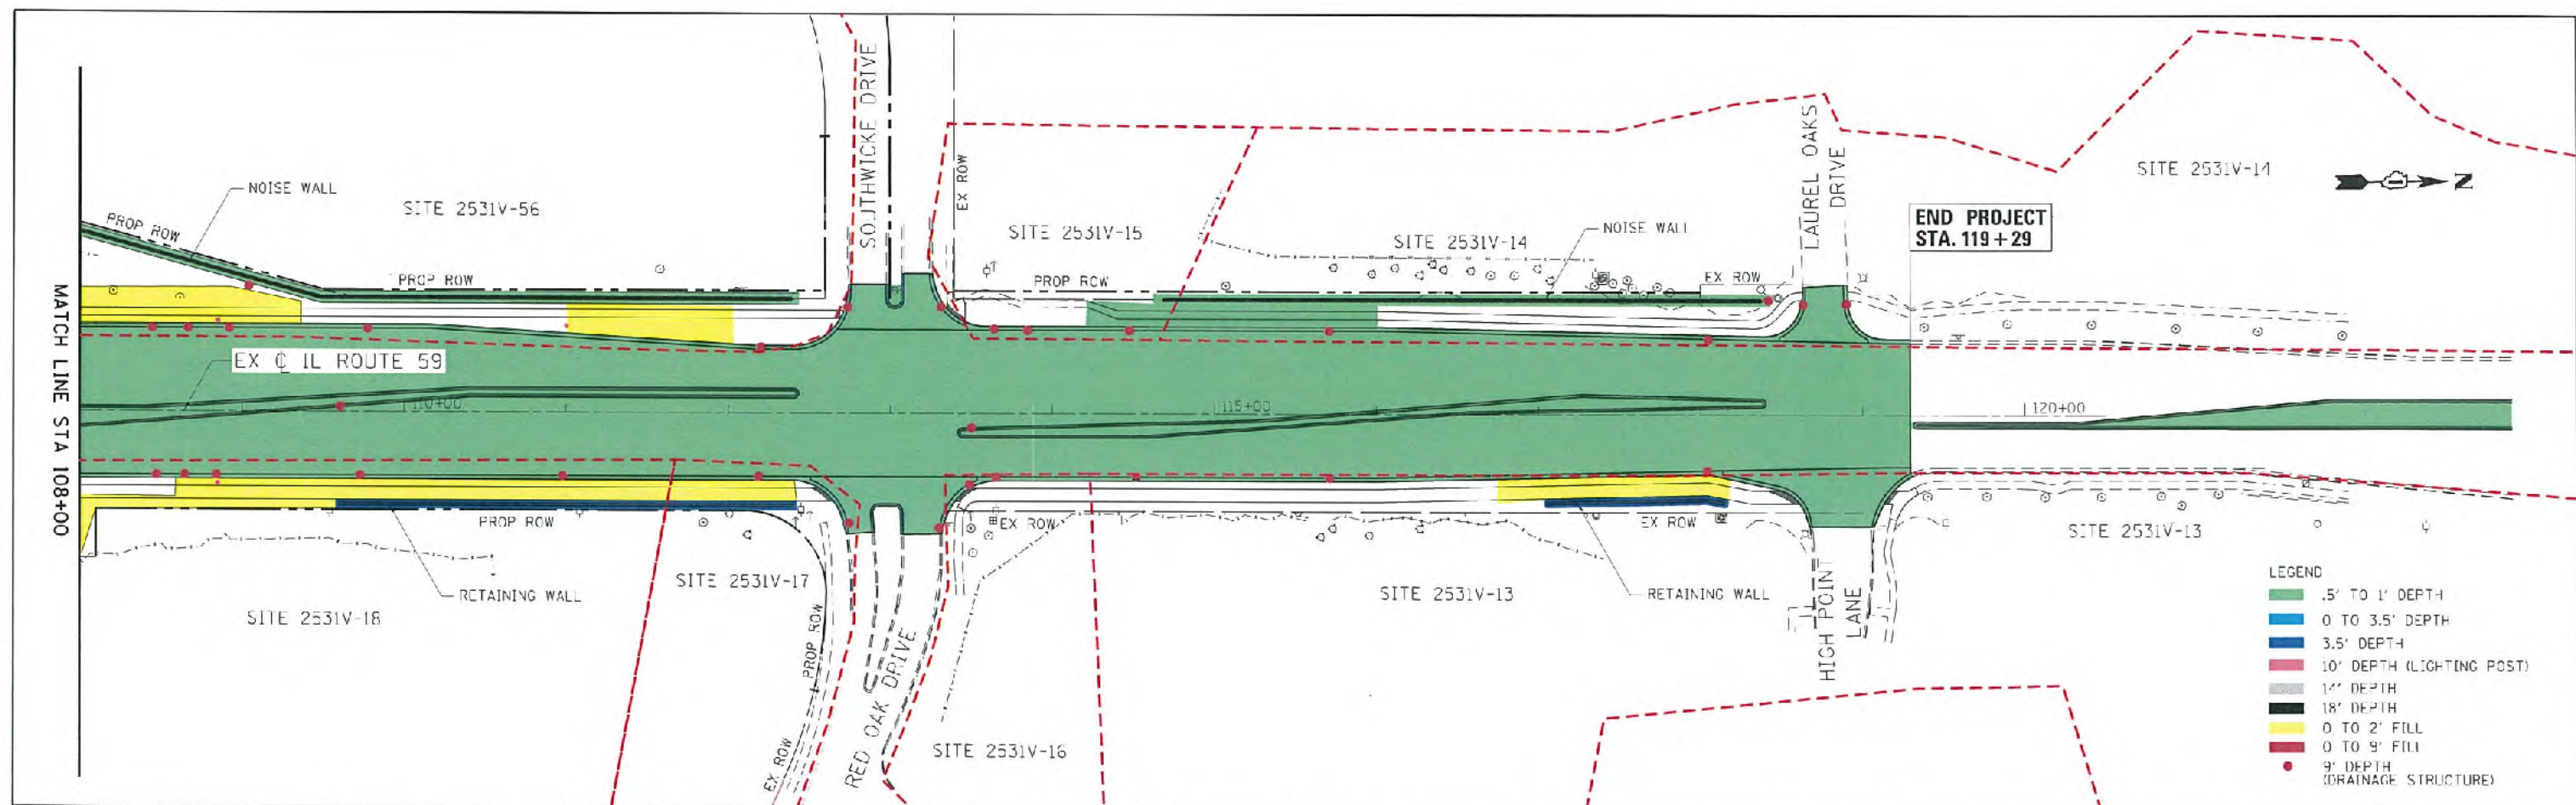 MATCH LINE STA 108+00
PROP ROW
NOISE WALL
SITE 2531V-56
PROP ROW
EX ℄ IL ROUTE 59
110+00
SOUTHWICKE DRIVE
EX ROW
SITE 2531V-15
PROP ROW
SITE 2531V-14
NOISE WALL
EX ROW
LAUREL OAKS
DRIVE
END PROJECT
STA. 119+29
SITE 2531V-14
N
115+00
120+00
PROP ROW
RETAINING WALL
SITE 2531V-18
SITE 2531V-17
PROP ROW
EX ROW
RED OAK DRIVE
EX ROW
SITE 2531V-16
SITE 2531V-13
EX ROW
RETAINING WALL
HIGH POINT
LANE
SITE 2531V-13
LEGEND
.5' TO 1' DEPTH
0 TO 3.5' DEPTH
3.5' DEPTH
10' DEPTH (LIGHTING POST)
14' DEPTH
18' DEPTH
0 TO 2' FILL
0 TO 9' FILL
9' DEPTH
(DRAINAGE STRUCTURE)